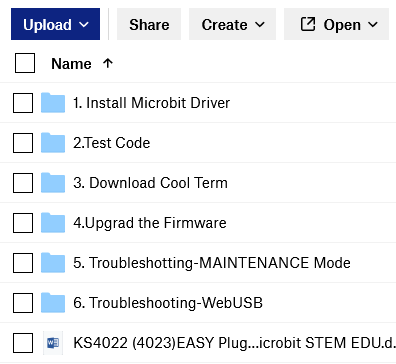 Upload Share Create Open
Name
1. Install Microbit Driver
2.Test Code
3. Download Cool Term
4.Upgrad the Firmware
5. Troubleshotting-MAINTENANCE Mode
6. Troubleshooting-WebUSB
KS4022 (4023)EASY Plug...icrobit STEM EDU.d.